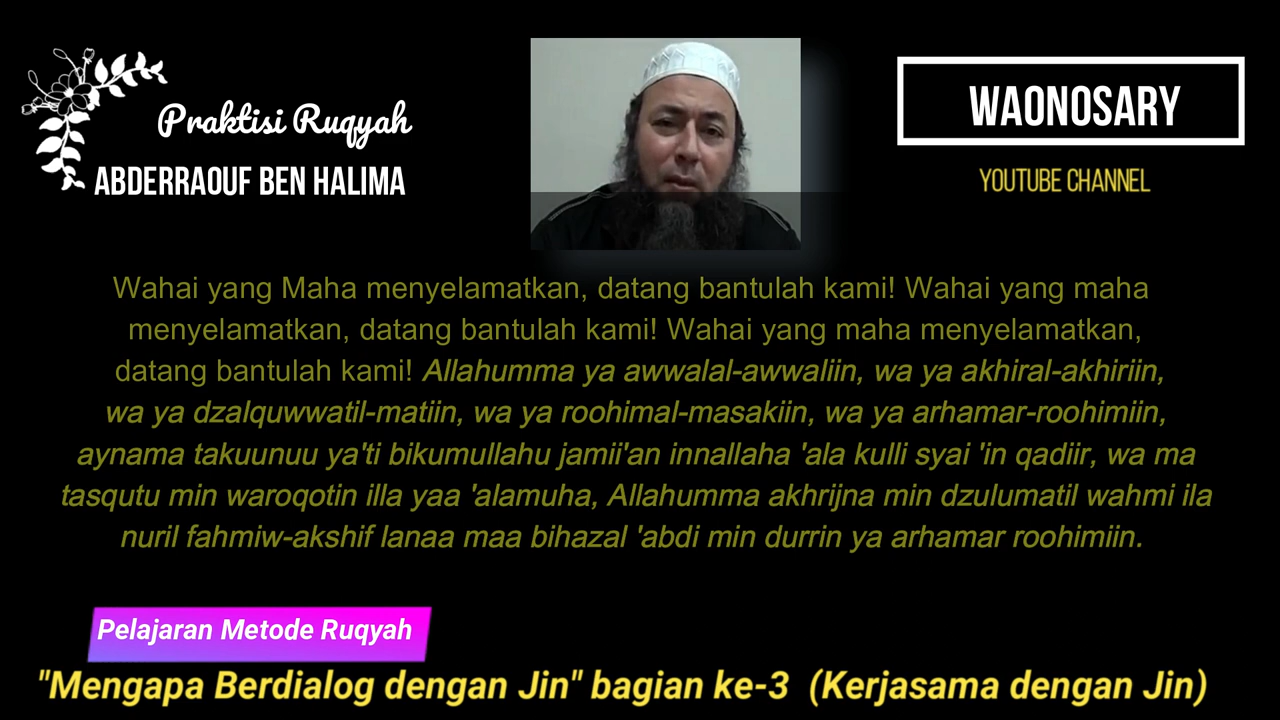 Praktisi Ruqyah
ABDERRAOUF BEN HALIMA
WAONOSARY
YOUTUBE CHANNEL
Wahai yang Maha menyelamatkan, datang bantulah kami! Wahai yang maha
menyelamatkan, datang bantulah kami! Wahai yang maha menyelamatkan,
datang bantulah kami! Allahumma ya awwalal-awwaliin, wa ya akhiral-akhiriin,
wa ya dzalquwwatil-matiin, wa ya roohimal-masakiin, wa ya arhamar-roohimiin,
aynama takuunuu ya'ti bikumullahu jamii'an innallaha 'ala kulli syai 'in qadiir, wa ma
tasqutu min waroqotin illa yaa 'alamuha, Allahumma akhrijna min dzulumatil wahmi ila
nuril fahmiw-akshif lanaa maa bihazal 'abdi min durrin ya arhamar roohimiin.
Pelajaran Metode Ruqyah
"Mengapa Berdialog dengan Jin" bagian ke-3 (Kerjasama dengan Jin)